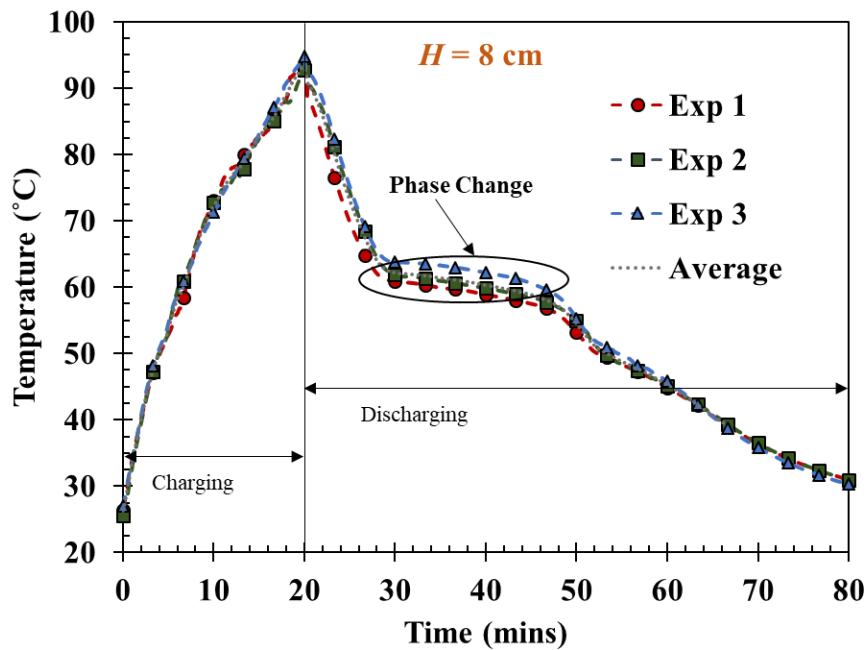 H = 8 cm
Exp 1
Exp 2
Exp 3
Average
Phase Change
Discharging
Charging
Temperature (˚C)
100
90
80
70
60
50
40
30
20
0
10
20
30
40
50
60
70
80
Time (mins)